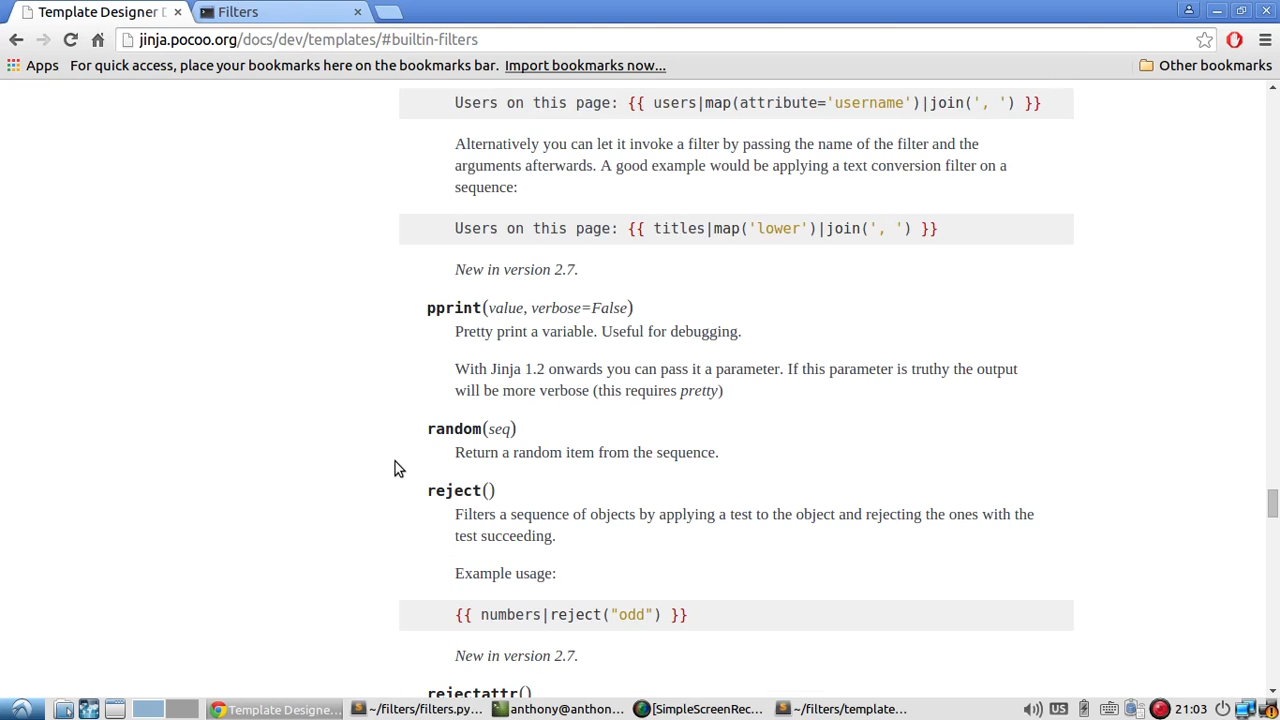 Template Designer D
Filters
jinja.pocoo.org/docs/dev/templates/#builtin-filters
Apps For quick access, place your bookmarks here on the bookmarks bar. Import bookmarks now... Other bookmarks
Users on this page: {{ users|map(attribute='username')|join(', ') }}
Alternatively you can let it invoke a filter by passing the name of the filter and the
arguments afterwards. A good example would be applying a text conversion filter on a
sequence:
Users on this page: {{ titles|map('lower')|join(', ') }}
New in version 2.7.
pprint(value, verbose=False)
Pretty print a variable. Useful for debugging.
With Jinja 1.2 onwards you can pass it a parameter. If this parameter is truthy the output
will be more verbose (this requires pretty)
random(seq)
Return a random item from the sequence.
reject()
Filters a sequence of objects by applying a test to the object and rejecting the ones with the
test succeeding.
Example usage:
{{ numbers|reject("odd") }}
New in version 2.7.
rejectattr()
Template Designe... ~/filters/filters.py... anthony@anthon... [SimpleScreenRec... ~/filters/template... US 21:03